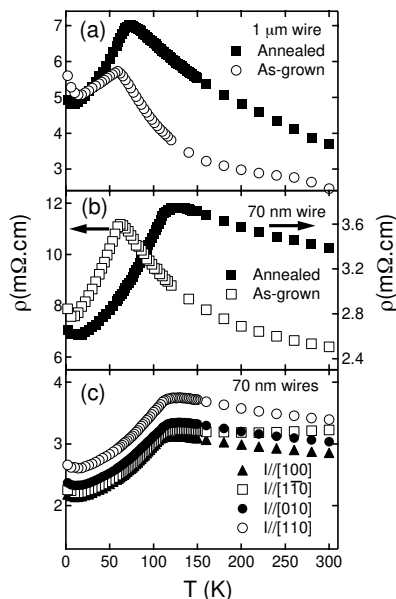 (a)
1 μm wire
Annealed
As-grown
7
6
5
4
3
(b)
70 nm wire
Annealed
As-grown
12
10
8
6
3.6
3.2
2.8
2.4
ρ(mΩ.cm)
ρ(mΩ.cm)
(c)
70 nm wires
I//[100]
I//[11̄0]
I//[010]
I//[110]
4
3
2
0 50 100 150 200 250 300
T (K)